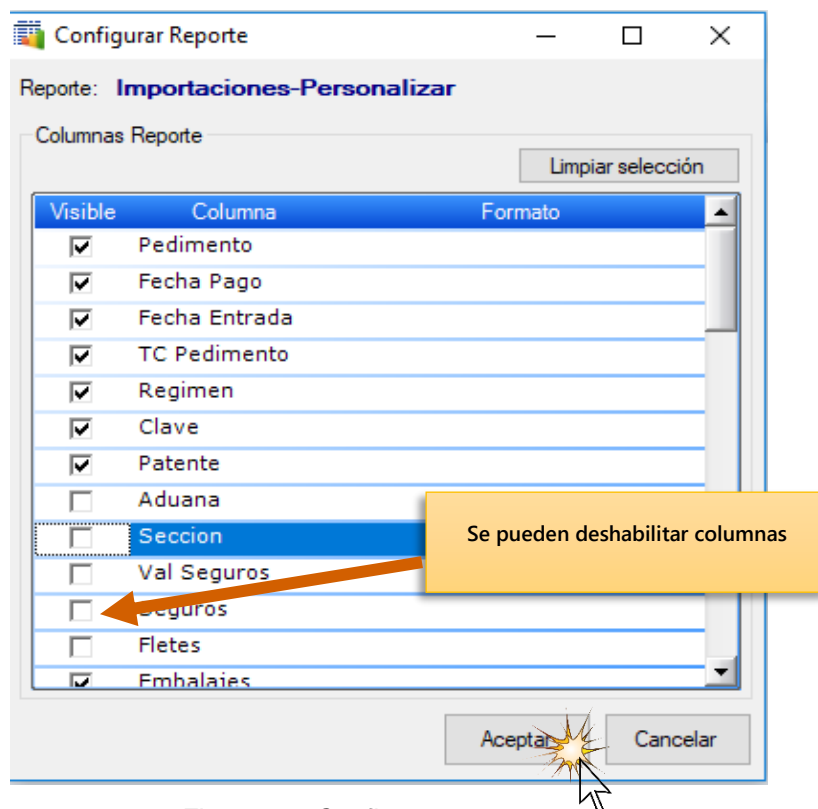 Configurar Reporte
Reporte: Importaciones-Personalizar
Columnas Reporte
Limpiar selección
Visible Columna Formato
Pedimento
Fecha Pago
Fecha Entrada
TC Pedimento
Regimen
Clave
Patente
Aduana
Seccion
Se pueden deshabilitar columnas
Val Seguros
Seguros
Fletes
Embalajes
Aceptar Cancelar